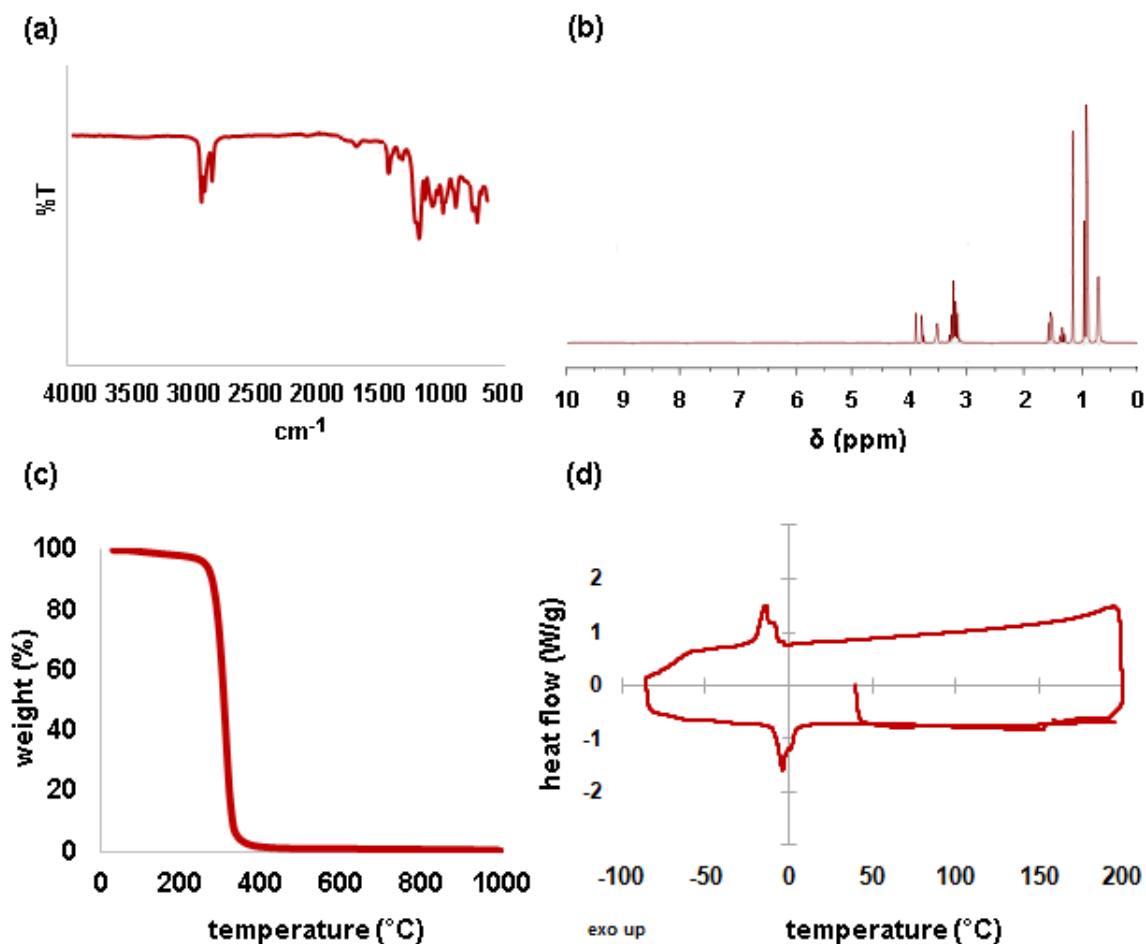 (a)
%T
4000 3500 3000 2500 2000 1500 1000 500
cm-1
(b)
10 9 8 7 6 5 4 3 2 1 0
δ (ppm)
(c)
weight (%)
100
80
60
40
20
0
0 200 400 600 800 1000
temperature (°C)
(d)
heat flow (W/g)
2
1
0
-1
-2
-100 -50 0 50 100 150 200
exo up
temperature (°C)